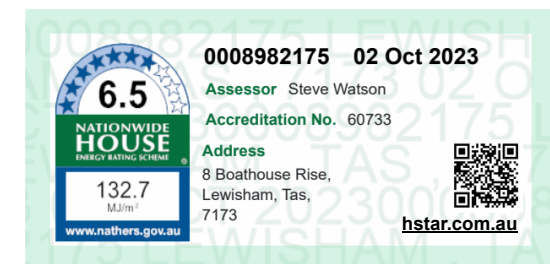 0008982175 02 Oct 2023
6.5
NATIONWIDE
HOUSE
ENERGY RATING SCHEME ®
132.7
MJ/m²
www.nathers.gov.au
Assessor Steve Watson
Accreditation No. 60733
Address
8 Boathouse Rise,
Lewisham, Tas,
7173
hstar.com.au